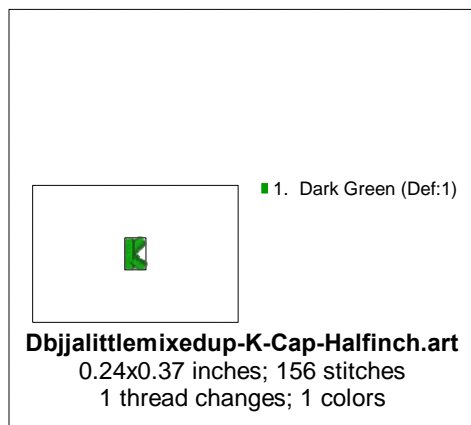 1. Dark Green (Def:1)
K
Dbjjalittlemixedup-K-Cap-Halfinch.art
0.24x0.37 inches; 156 stitches
1 thread changes; 1 colors